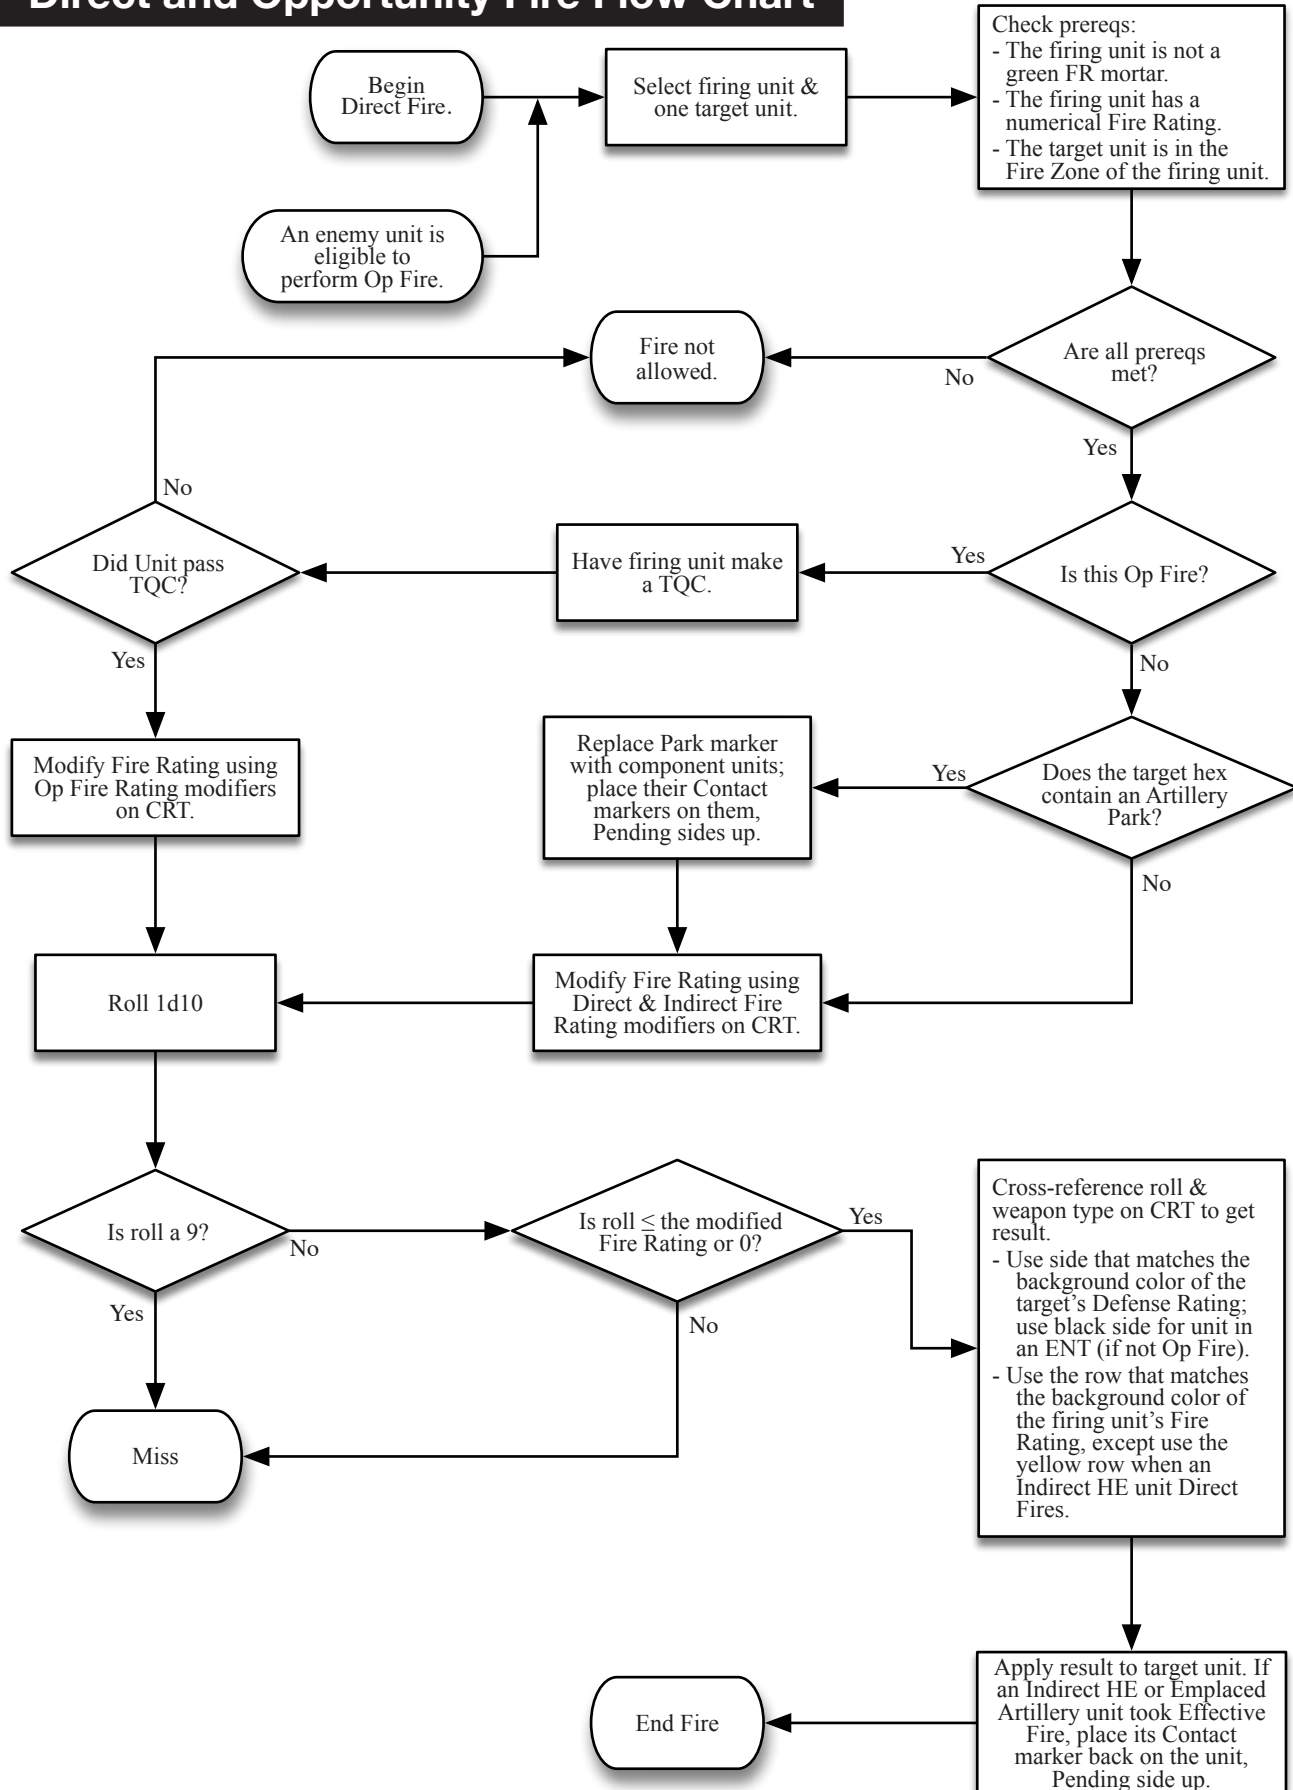 Direct and Opportunity Fire Flow Chart
Begin
Direct Fire.
Select firing unit &
one target unit.
Check prereqs:
- The firing unit is not a
green FR mortar.
- The firing unit has a
numerical Fire Rating.
- The target unit is in the
Fire Zone of the firing unit.
An enemy unit is
eligible to
perform Op Fire.
Fire not
allowed.
Are all prereqs
met?
No
Yes
No
Did Unit pass
TQC?
Have firing unit make
a TQC.
Yes
Is this Op Fire?
Yes
No
Modify Fire Rating using
Op Fire Rating modifiers
on CRT.
Replace Park marker
with component units;
place their Contact
markers on them,
Pending sides up.
Yes
Does the target hex
contain an Artillery
Park?
No
Roll 1d10
Modify Fire Rating using
Direct & Indirect Fire
Rating modifiers on CRT.
Is roll a 9?
No
Is roll ≤ the modified
Fire Rating or 0?
Yes
Yes
No
Cross-reference roll &
weapon type on CRT to get
result.
- Use side that matches the
background color of the
target's Defense Rating;
use black side for unit in
an ENT (if not Op Fire).
- Use the row that matches
the background color of
the firing unit's Fire
Rating, except use the
yellow row when an
Indirect HE unit Direct
Fires.
Miss
End Fire
Apply result to target unit. If
an Indirect HE or Emplaced
Artillery unit took Effective
Fire, place its Contact
marker back on the unit,
Pending side up.